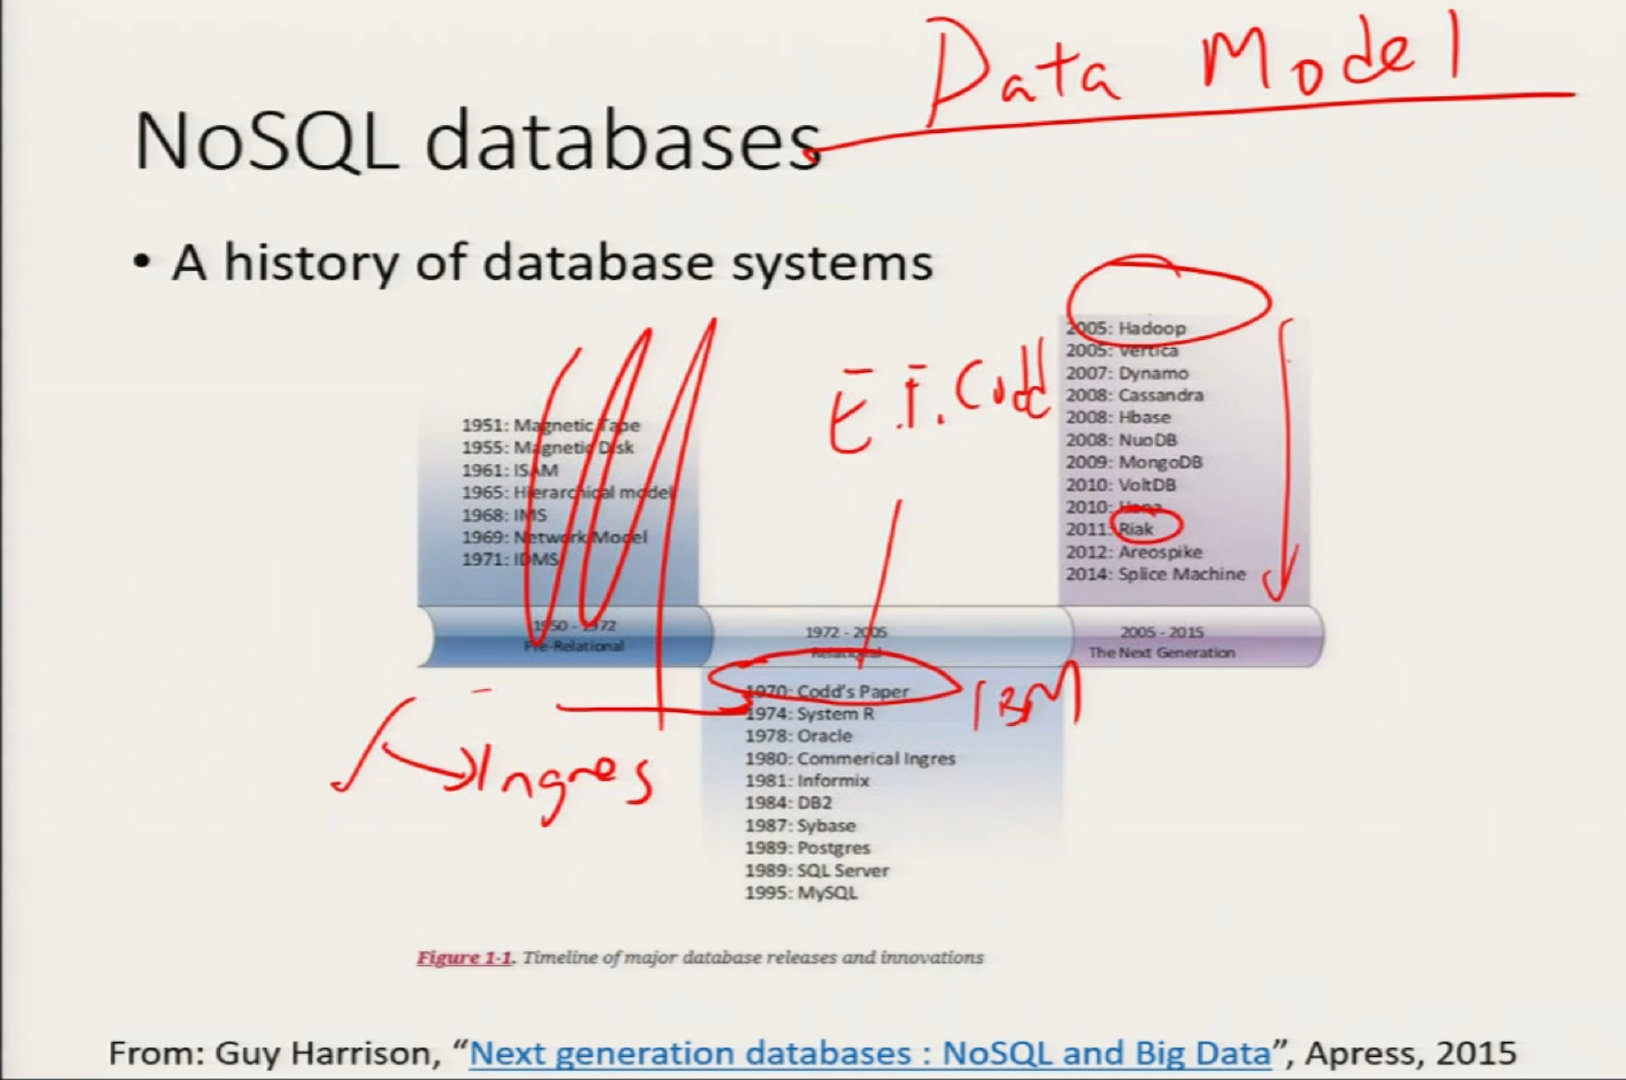 Data Model
NoSQL databases
• A history of database systems
2005: Hadoop
2005: Vertica
2007: Dynamo
2008: Cassandra
2008: Hbase
2008: NuoDB
2009: MongoDB
2010: VoltDB
2010: Hana
2011: Riak
2012: Areospike
2014: Splice Machine
E.F. Codd
1951: Magnetic Tape
1955: Magnetic Disk
1961: ISAM
1965: Hierarchical model
1968: IMS
1969: Network Model
1971: IDMS
1950 - 1972
Pre-Relational
1972 - 2005
Relational
2005 - 2015
The Next Generation
1970: Codd's Paper
1974: System R
1978: Oracle
1980: Commerical Ingres
1981: Informix
1984: DB2
1987: Sybase
1989: Postgres
1989: SQL Server
1995: MySQL
IBM
Ingres
Figure 1-1. Timeline of major database releases and innovations
From: Guy Harrison, “Next generation databases : NoSQL and Big Data”, Apress, 2015